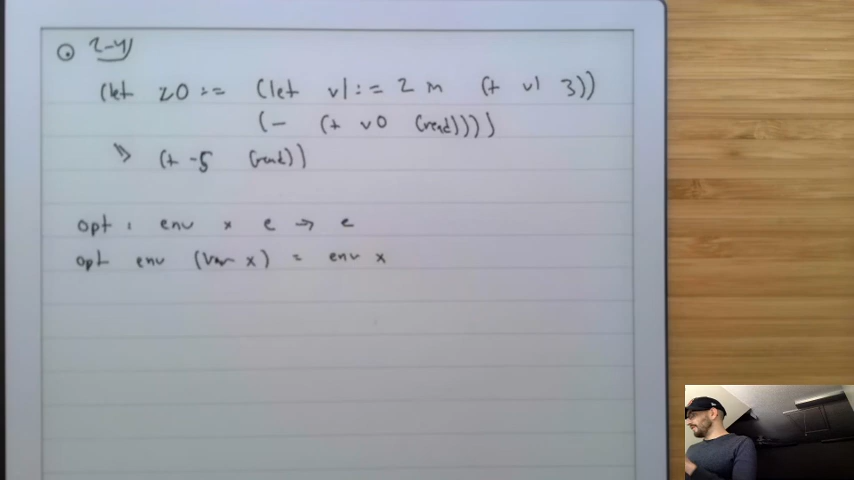 ⊙ 2-4)
(let v0 := (let v1 := 2 in (+ v1 3))
(- (+ v0 (read))))
⇒ (+ -5 (read))
opt : env x e → e
opt env (Var x) = env x